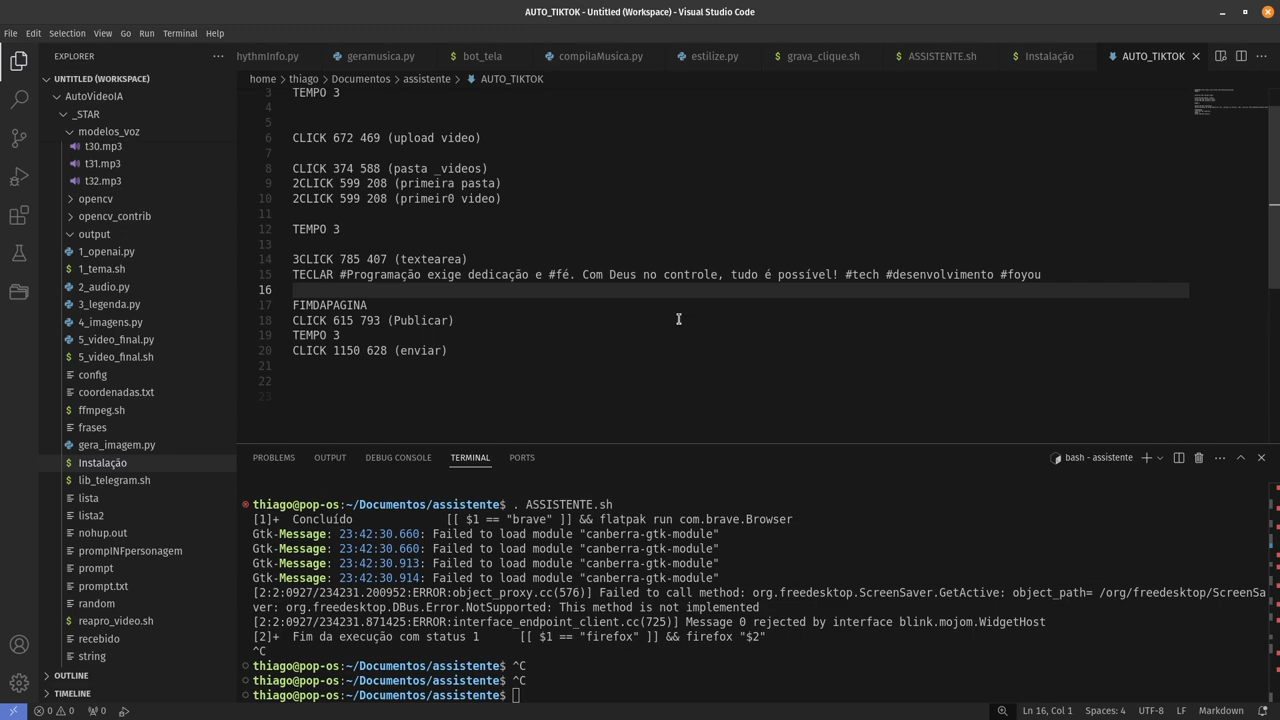 AUTO_TIKTOK - Untitled (Workspace) - Visual Studio Code
File Edit Selection View Go Run Terminal Help
EXPLORER
hythmInfo.py geramusica.py bot_tela compilaMusica.py estilize.py grava_clique.sh ASSISTENTE.sh Instalação AUTO_TIKTOK
UNTITLED (WORKSPACE)
home > thiago > Documentos > assistente > AUTO_TIKTOK
AutoVideoIA
_STAR
modelos_voz
t30.mp3
t31.mp3
t32.mp3
opencv
opencv_contrib
output
1_openai.py
1_tema.sh
2_audio.py
3_legenda.py
4_imagens.py
5_video_final.py
5_video_final.sh
config
coordenadas.txt
ffmpeg.sh
frases
gera_imagem.py
Instalação
lib_telegram.sh
lista
lista2
nohup.out
prompINFpersonagem
prompt
prompt.txt
random
reapro_video.sh
recebido
string
OUTLINE
TIMELINE
3 TEMPO 3
4
5
6 CLICK 672 469 (upload video)
7
8 CLICK 374 588 (pasta _videos)
9 2CLICK 599 208 (primeira pasta)
10 2CLICK 599 208 (primeir0 video)
11
12 TEMPO 3
13
14 3CLICK 785 407 (textearea)
15 TECLAR #Programação exige dedicação e #fé. Com Deus no controle, tudo é possível! #tech #desenvolvimento #foyou
16
17 FIMDAPAGINA
18 CLICK 615 793 (Publicar)
19 TEMPO 3
20 CLICK 1150 628 (enviar)
21
22
23
PROBLEMS OUTPUT DEBUG CONSOLE TERMINAL PORTS
bash - assistente
thiago@pop-os:~/Documentos/assistente$ . ASSISTENTE.sh
[1]+  Concluído              [[ $1 == "brave" ]] && flatpak run com.brave.Browser
Gtk-Message: 23:42:30.660: Failed to load module "canberra-gtk-module"
Gtk-Message: 23:42:30.660: Failed to load module "canberra-gtk-module"
Gtk-Message: 23:42:30.913: Failed to load module "canberra-gtk-module"
Gtk-Message: 23:42:30.914: Failed to load module "canberra-gtk-module"
[2:2:0927/234231.200952:ERROR:object_proxy.cc(576)] Failed to call method: org.freedesktop.ScreenSaver.GetActive: object_path= /org/freedesktop/ScreenSa
ver: org.freedesktop.DBus.Error.NotSupported: This method is not implemented
[2:2:0927/234231.871425:ERROR:interface_endpoint_client.cc(725)] Message 0 rejected by interface blink.mojom.WidgetHost
[2]+  Fim da execução com status 1      [[ $1 == "firefox" ]] && firefox "$2"
^C
thiago@pop-os:~/Documentos/assistente$ ^C
thiago@pop-os:~/Documentos/assistente$ ^C
thiago@pop-os:~/Documentos/assistente$
0 0 0 Ln 16, Col 1 Spaces: 4 UTF-8 LF Markdown